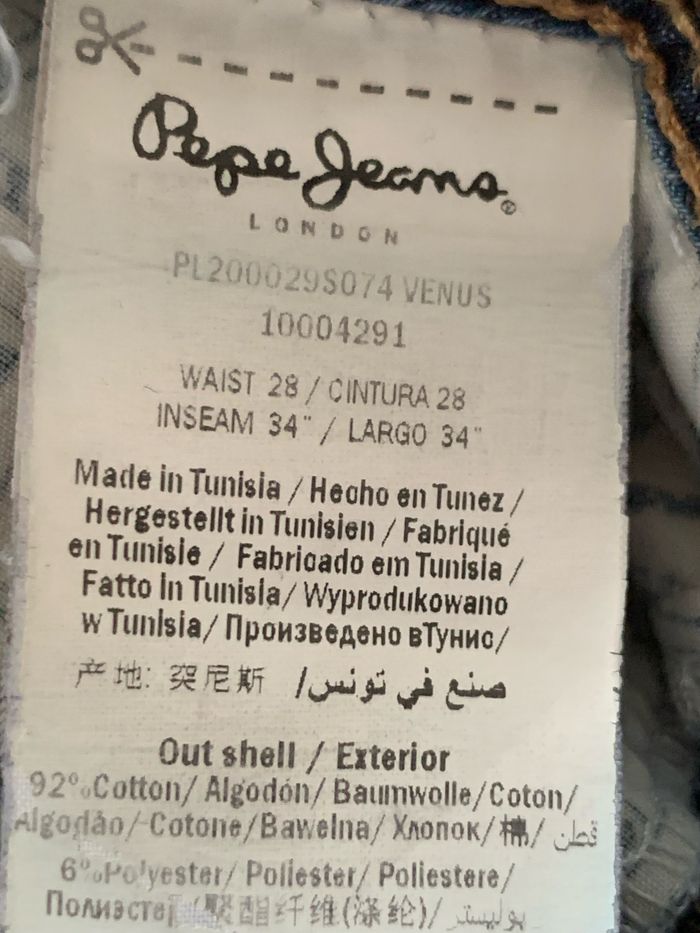 Pepe Jeans®
LONDON
PL200029S074 VENUS
10004291
WAIST 28 / CINTURA 28
INSEAM 34" / LARGO 34"
Made in Tunisia / Hecho en Tunez /
Hergestellt in Tunisien / Fabriqué
en Tunisie / Fabricado em Tunisia /
Fatto in Tunisia/ Wyprodukowano
w Tunisia/ Произведено вТунис/
产 地: 突尼斯 /صنع في تونس
Out shell / Exterior
92%Cotton/ Algodón/ Baumwolle/Coton/
Algodão/ Cotone/Bawelna/ Хлопок/棉/ قطن
6%Polyester/ Poliester/ Poliestere/
Полиэстер/聚酯纤维(涤纶)/ بوليستر